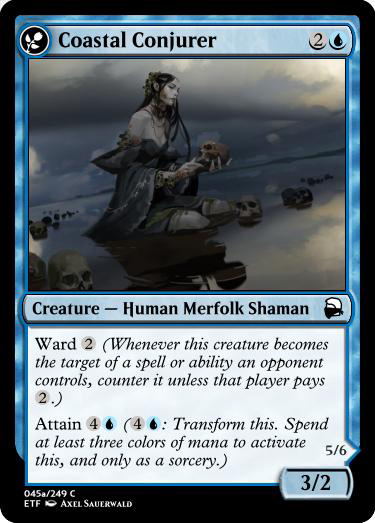 Coastal Conjurer 2
Creature — Human Merfolk Shaman
Ward 2 (Whenever this creature becomes
the target of a spell or ability an opponent
controls, counter it unless that player pays
2.)
Attain 4 (4: Transform this. Spend
at least three colors of mana to activate
this, and only as a sorcery.)
5/6
3/2
045a/249 C
ETF Axel Sauerwald